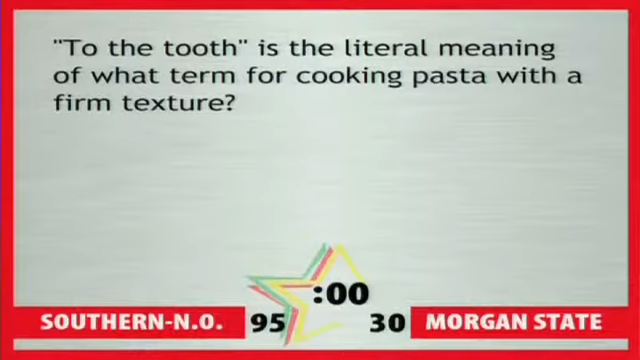 "To the tooth" is the literal meaning
of what term for cooking pasta with a
firm texture?
:00
SOUTHERN-N.O. 95 30 MORGAN STATE